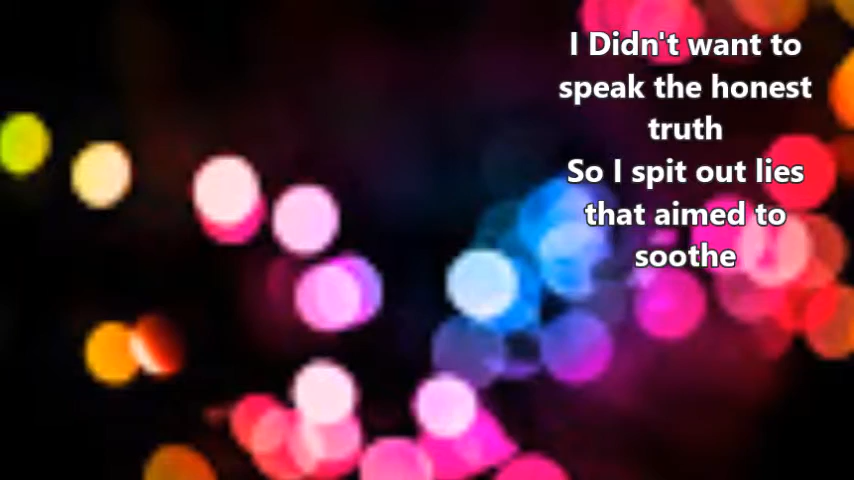 I Didn't want to
speak the honest
truth
So I spit out lies
that aimed to
soothe